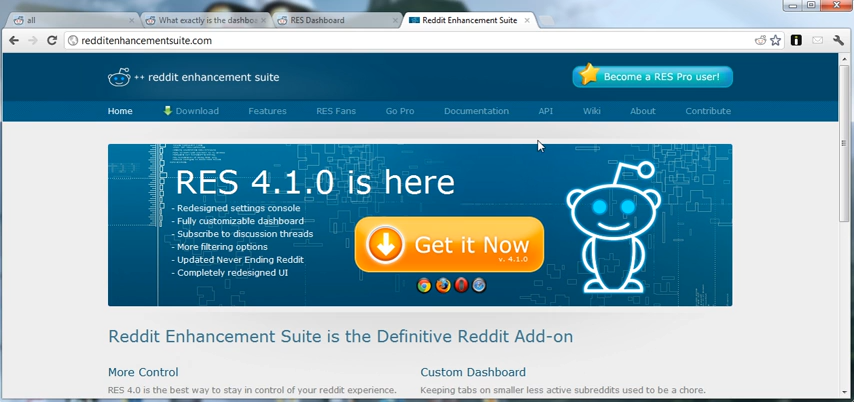 all
What exactly is the dashbo
RES Dashboard
Reddit Enhancement Suite
redditenhancementsuite.com
++ reddit enhancement suite
Become a RES Pro user!
Home
Download
Features
RES Fans
Go Pro
Documentation
API
Wiki
About
Contribute
RES 4.1.0 is here
- Redesigned settings console
- Fully customizable dashboard
- Subscribe to discussion threads
- More filtering options
- Updated Never Ending Reddit
- Completely redesigned UI
Get it Now
v. 4.1.0
Reddit Enhancement Suite is the Definitive Reddit Add-on
More Control
RES 4.0 is the best way to stay in control of your reddit experience.
Custom Dashboard
Keeping tabs on smaller less active subreddits used to be a chore.